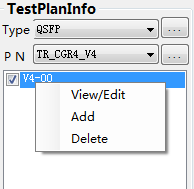 TestPlanInfo
Type QSFP ...
P N TR_CGR4_V4 ...
V4-00
View/Edit
Add
Delete